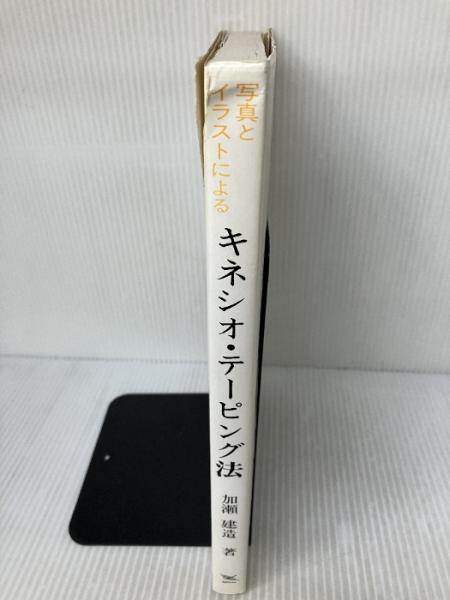 写真と
イラストによる
キネシオ・テーピング法
加瀬 建造 著